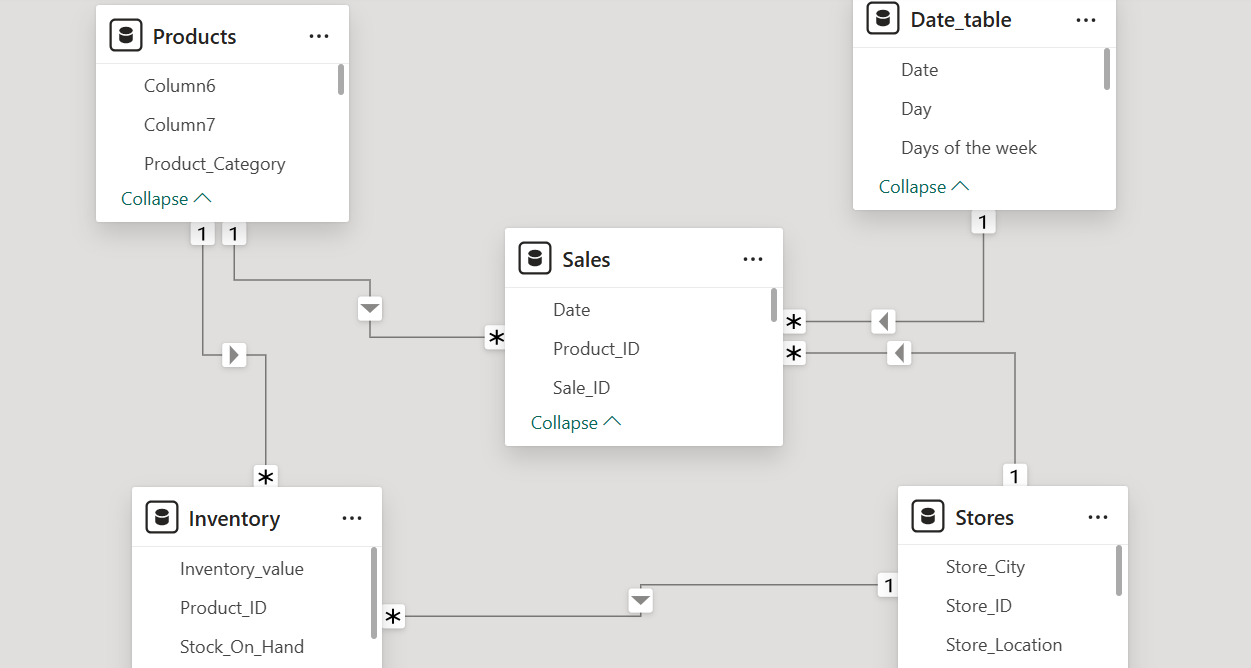 Products
Column6
Column7
Product_Category
Collapse
1
1
Date_table
Date
Day
Days of the week
Collapse
1
Sales
Date
Product_ID
Sale_ID
Collapse
*
*
*
*
1
Inventory
Inventory_value
Product_ID
Stock_On_Hand
*
1
Stores
Store_City
Store_ID
Store_Location